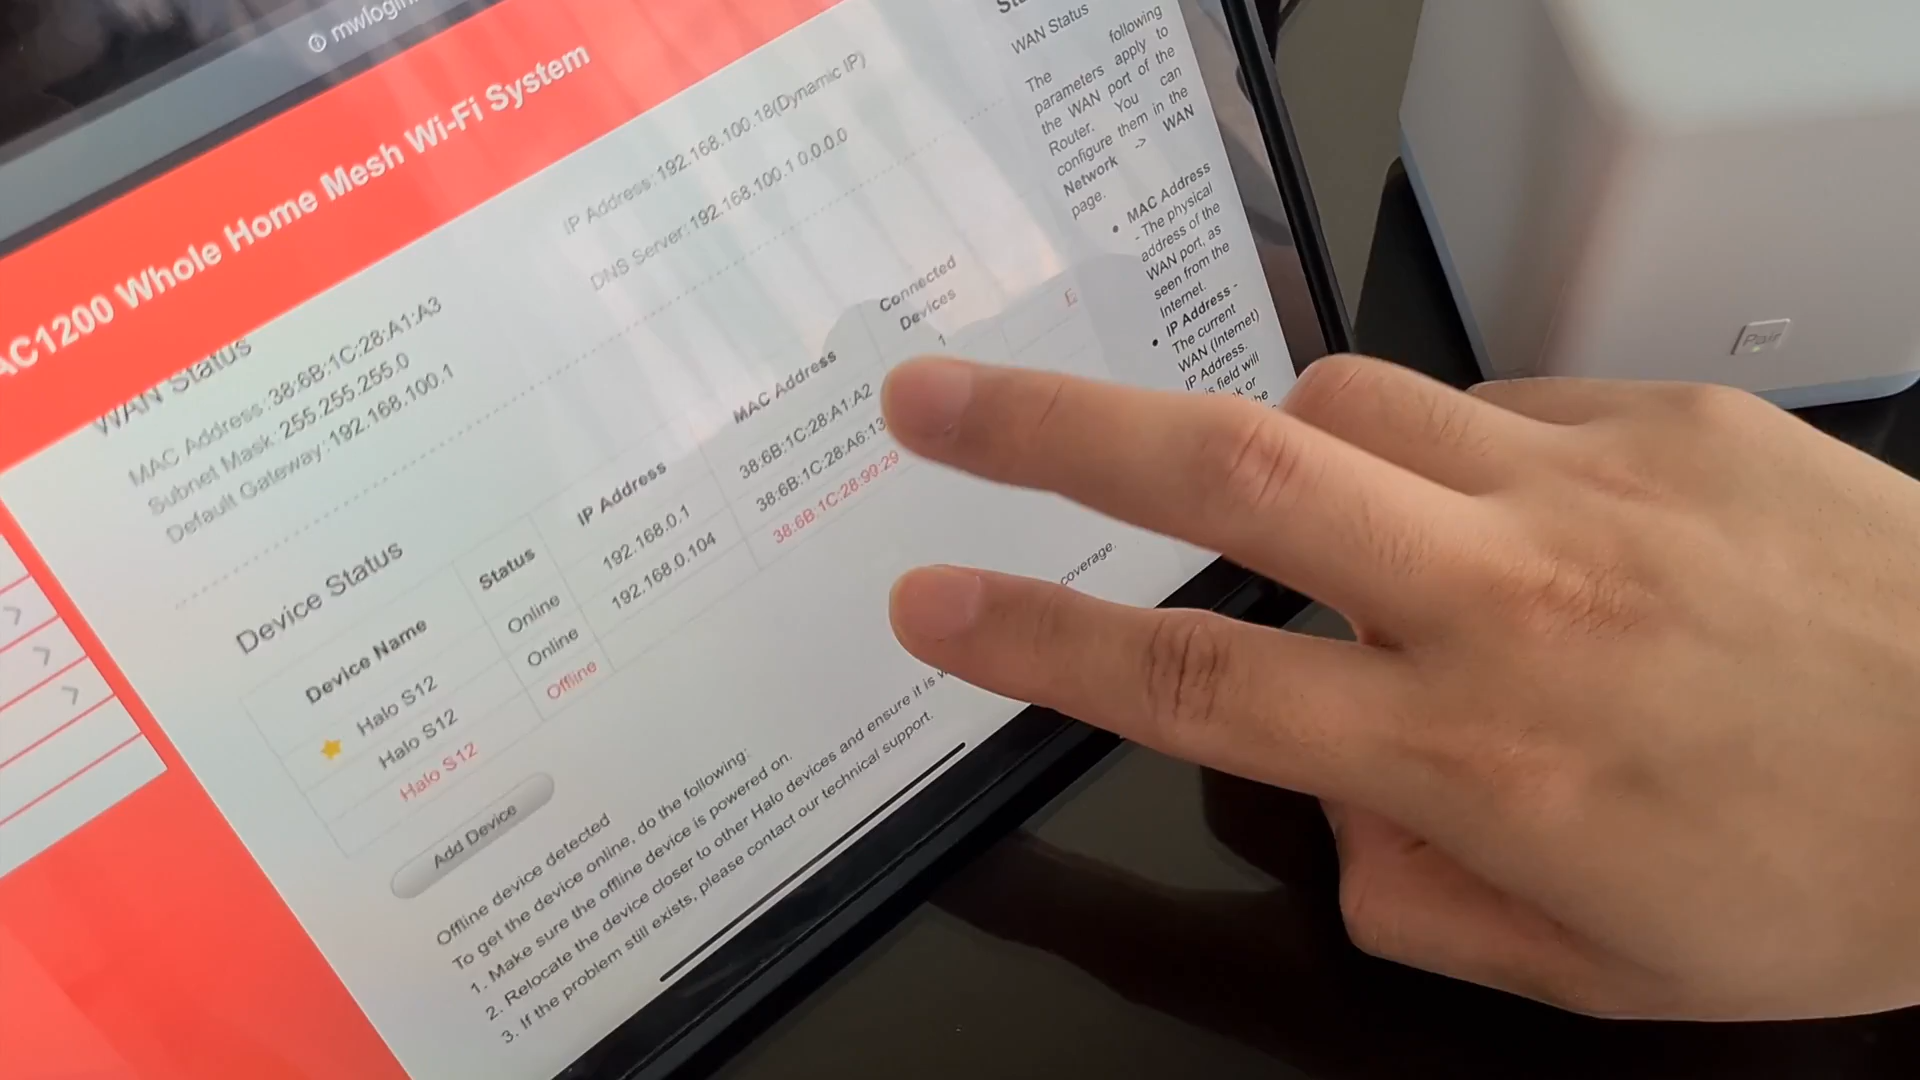 AC1200 Whole Home Mesh Wi-Fi System
WAN Status
MAC Address: 38:6B:1C:28:A1:A3
IP Address: 192.168.100.18(Dynamic IP)
Subnet Mask: 255.255.255.0
Default Gateway: 192.168.100.1
DNS Server: 192.168.100.1 0.0.0.0
Device Status
Device Name Status IP Address MAC Address Connected Devices
Halo S12 Online 192.168.0.1 38:6B:1C:28:A1:A2 1
Halo S12 Online 192.168.0.104 38:6B:1C:28:A6:13
Halo S12 Offline 38:6B:1C:28:99:29
Add Device
Offline device detected
To get the device online, do the following:
1. Make sure the offline device is powered on.
2. Relocate the device closer to other Halo devices and ensure it is coverage.
3. If the problem still exists, please contact our technical support.
WAN Status
The following
parameters apply to
the WAN port of the
Router. You can
configure them in the
Network -> WAN
page.
• MAC Address
- The physical
address of the
WAN port, as
seen from the
Internet.
• IP Address -
The current
WAN (Internet)
IP Address.
field will
or
the
Pair